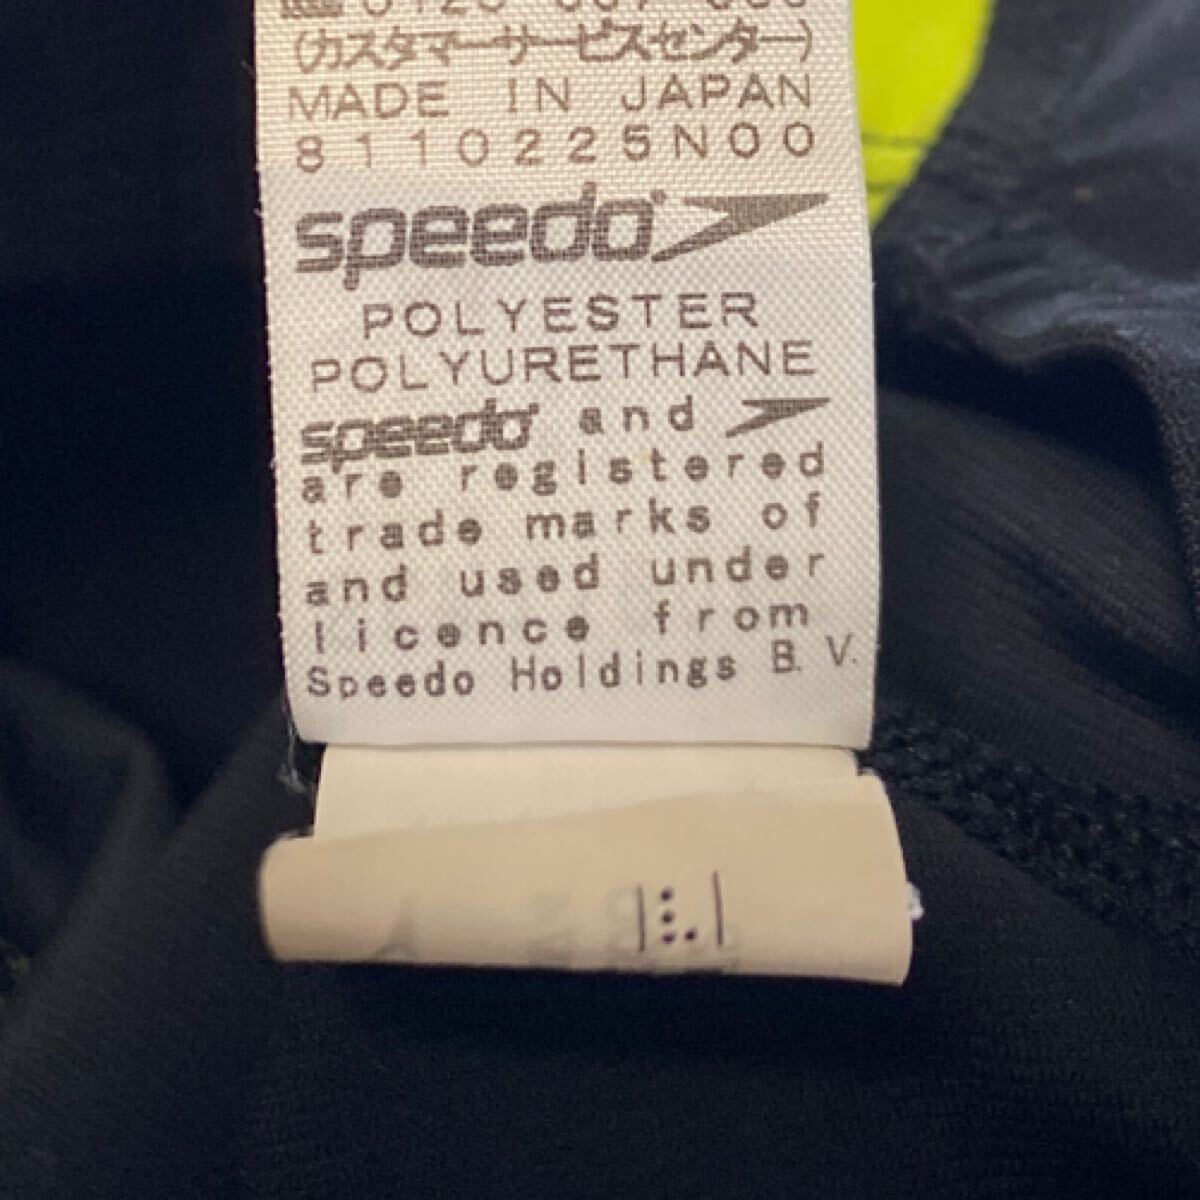 (カスタマーサービスセンター)
MADE IN JAPAN
8110225N00
speedo
POLYESTER
POLYURETHANE
speedo and
are registered
trade marks of
and used under
licence from
Speedo Holdings B.V.